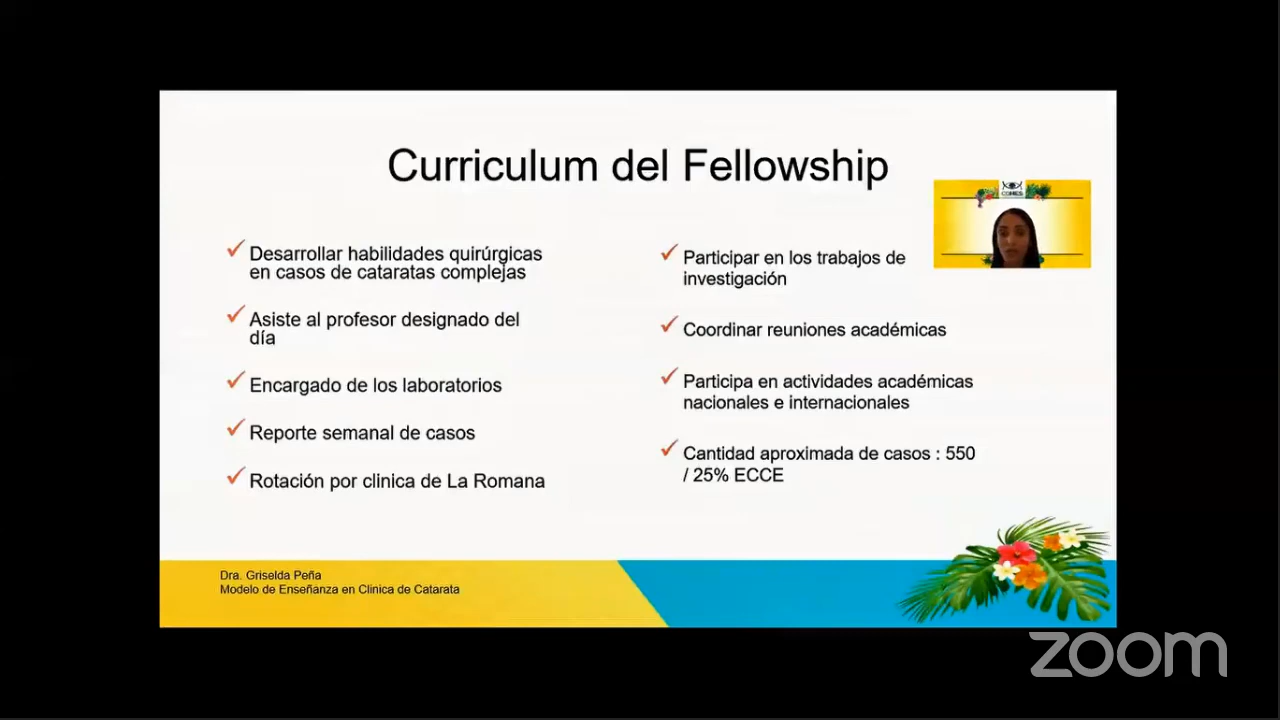 Curriculum del Fellowship
Desarrollar habilidades quirúrgicas
en casos de cataratas complejas
Asiste al profesor designado del
día
Encargado de los laboratorios
Reporte semanal de casos
Rotación por clinica de La Romana
Participar en los trabajos de
investigación
Coordinar reuniones académicas
Participa en actividades académicas
nacionales e internacionales
Cantidad aproximada de casos : 550
/ 25% ECCE
Dra. Griselda Peña
Modelo de Enseñanza en Clinica de Catarata
zoom